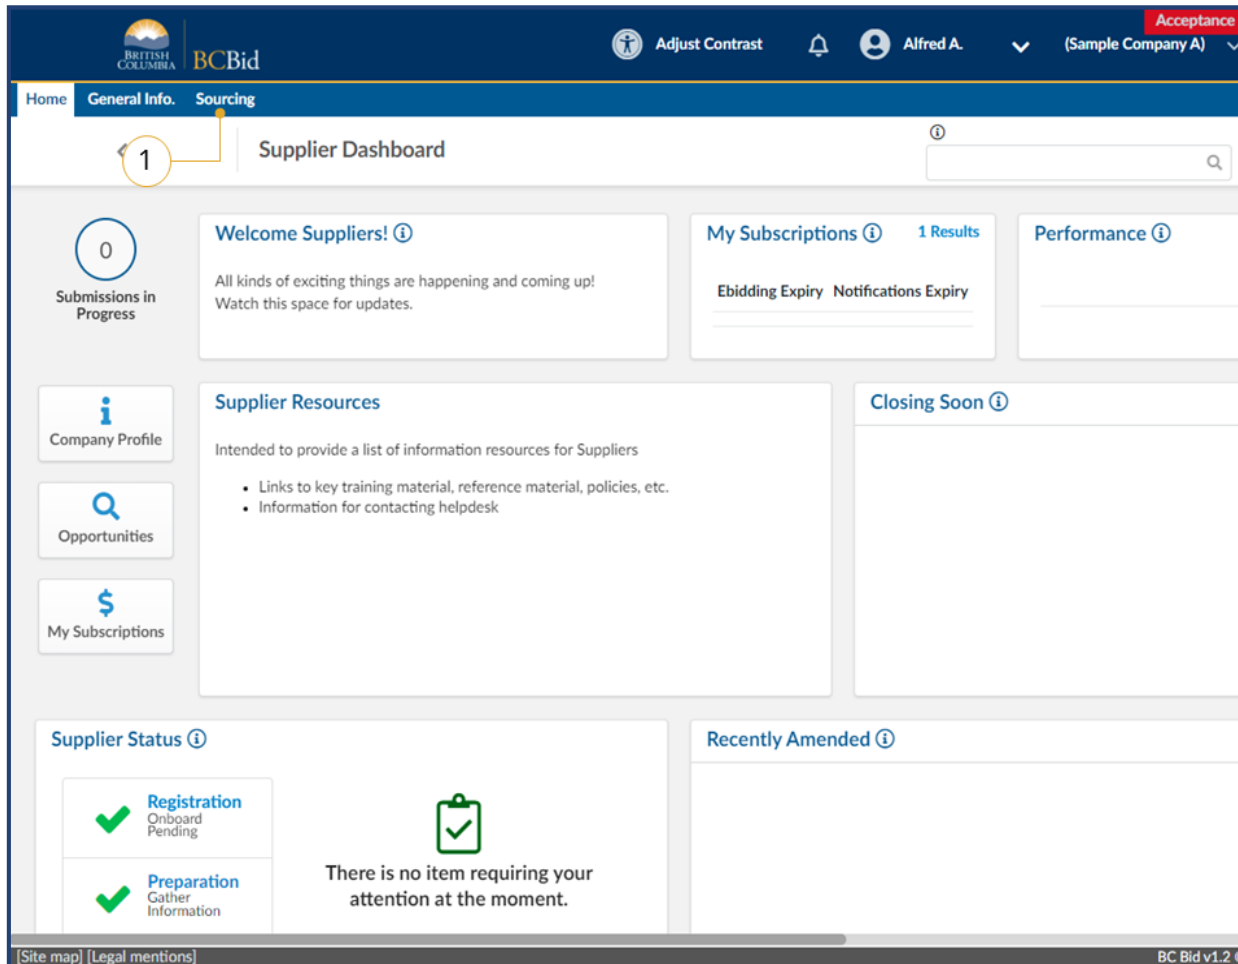 Acceptance
BRITISH
COLUMBIA
BCBid
Adjust Contrast
Alfred A.
(Sample Company A)
Home
General Info.
Sourcing
1
Supplier Dashboard
0
Submissions in
Progress
Welcome Suppliers!
All kinds of exciting things are happening and coming up!
Watch this space for updates.
My Subscriptions
1 Results
Ebidding Expiry Notifications Expiry
Performance
Company Profile
Opportunities
My Subscriptions
Supplier Resources
Intended to provide a list of information resources for Suppliers
• Links to key training material, reference material, policies, etc.
• Information for contacting helpdesk
Closing Soon
Supplier Status
Registration
Onboard
Pending
Preparation
Gather
Information
There is no item requiring your
attention at the moment.
Recently Amended
[Site map] [Legal mentions]
BC Bid v1.2